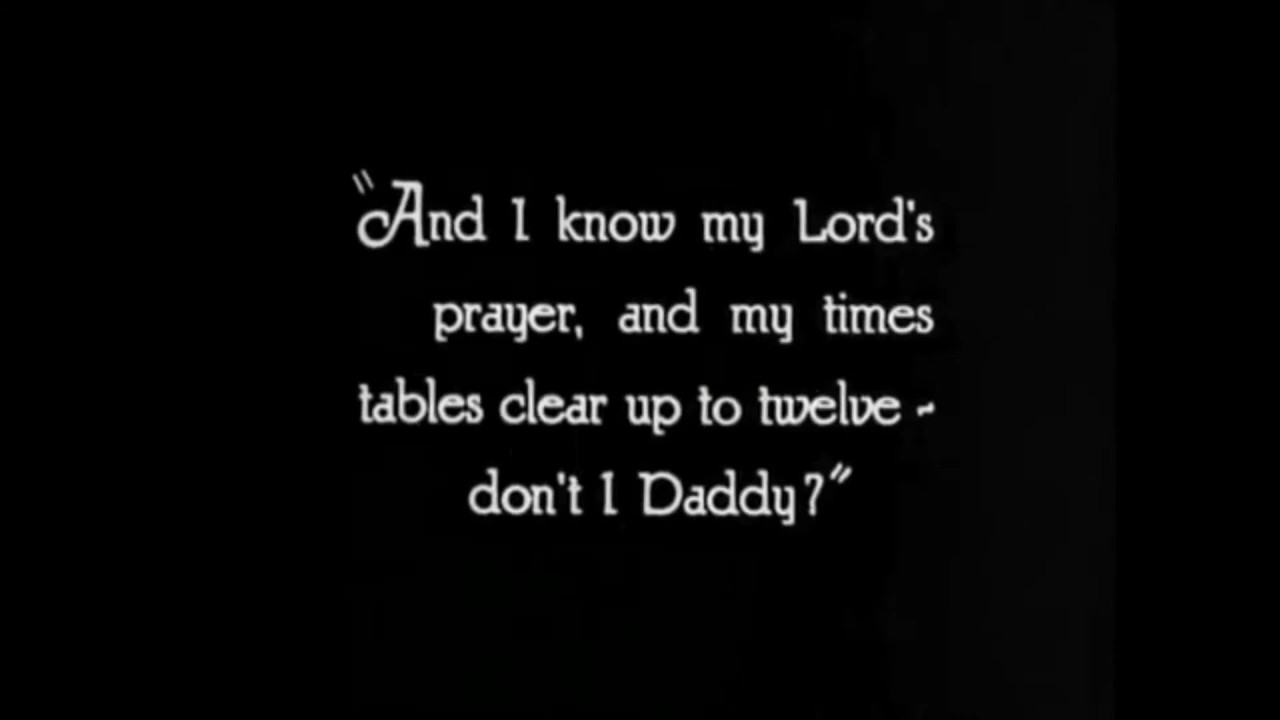 "And I know my Lord's
prayer, and my times
tables clear up to twelve -
don't I Daddy?"